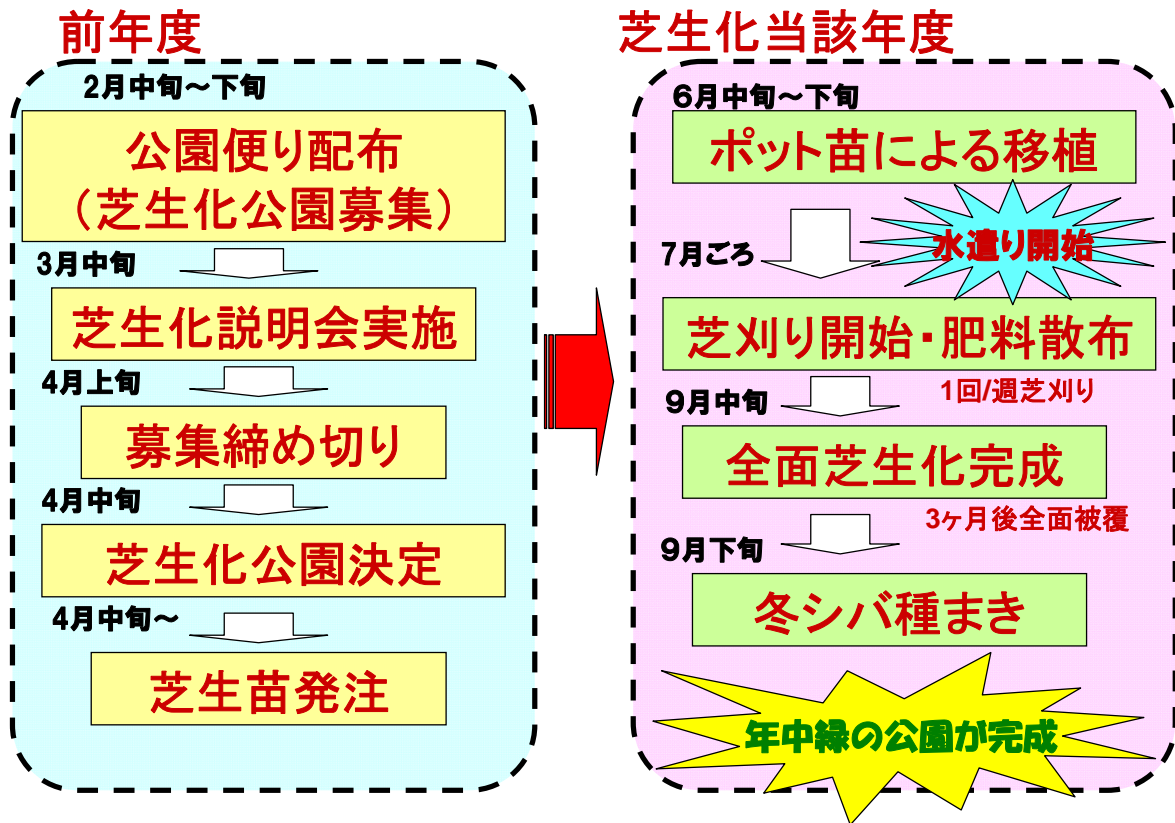 前年度
2月中旬～下旬
公園便り配布
（芝生化公園募集）
3月中旬
芝生化説明会実施
4月上旬
募集締め切り
4月中旬
芝生化公園決定
4月中旬～
芝生苗発注
芝生化当該年度
６月中旬～下旬
ポット苗による移植
水遣り開始
７月ごろ
芝刈り開始・肥料散布
1回/週芝刈り
９月中旬
全面芝生化完成
3ヶ月後全面被覆
９月下旬
冬シバ種まき
年中緑の公園が完成